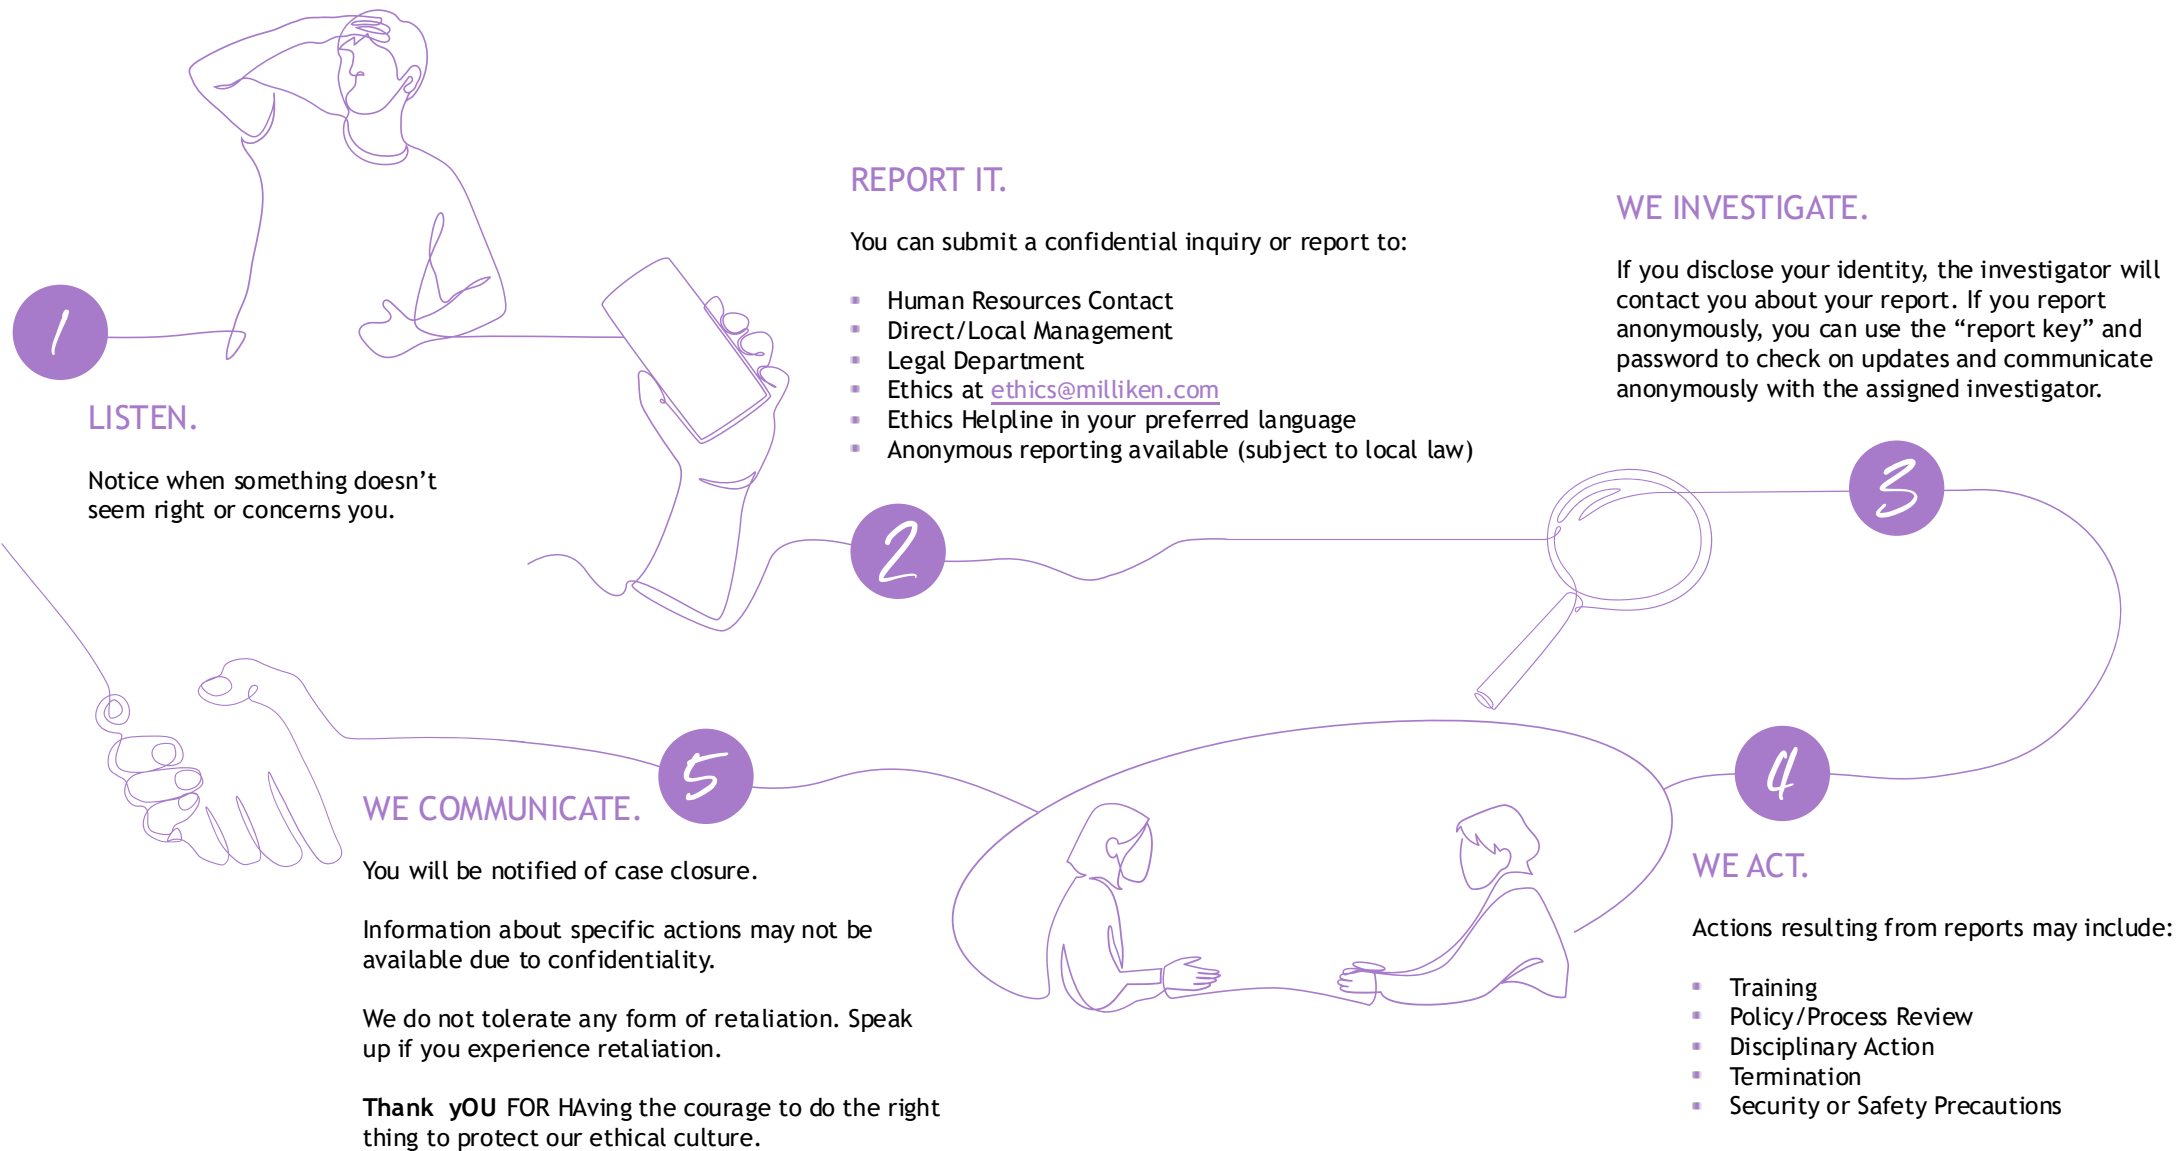 1
LISTEN.
Notice when something doesn’t
seem right or concerns you.
REPORT IT.
You can submit a confidential inquiry or report to:
Human Resources Contact
Direct/Local Management
Legal Department
Ethics at ethics@milliken.com
Ethics Helpline in your preferred language
Anonymous reporting available (subject to local law)
2
WE INVESTIGATE.
If you disclose your identity, the investigator will
contact you about your report. If you report
anonymously, you can use the “report key” and
password to check on updates and communicate
anonymously with the assigned investigator.
3
4
WE ACT.
Actions resulting from reports may include:
Training
Policy/Process Review
Disciplinary Action
Termination
Security or Safety Precautions
5
WE COMMUNICATE.
You will be notified of case closure.
Information about specific actions may not be
available due to confidentiality.
We do not tolerate any form of retaliation. Speak
up if you experience retaliation.
Thank yOU FOR HAving the courage to do the right
thing to protect our ethical culture.